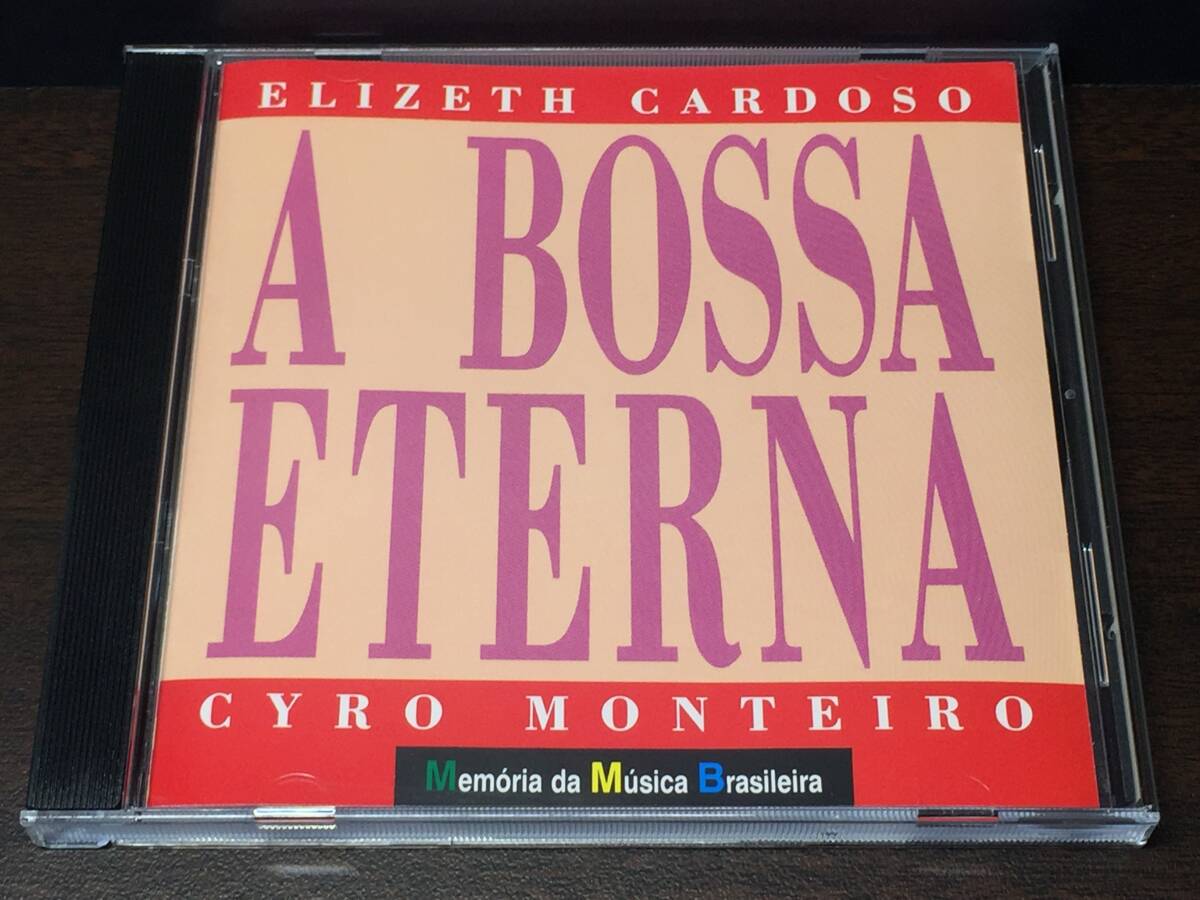 ELIZETH CARDOSO
A BOSSA
ETERNA
CYRO MONTEIRO
Memória da Música Brasileira